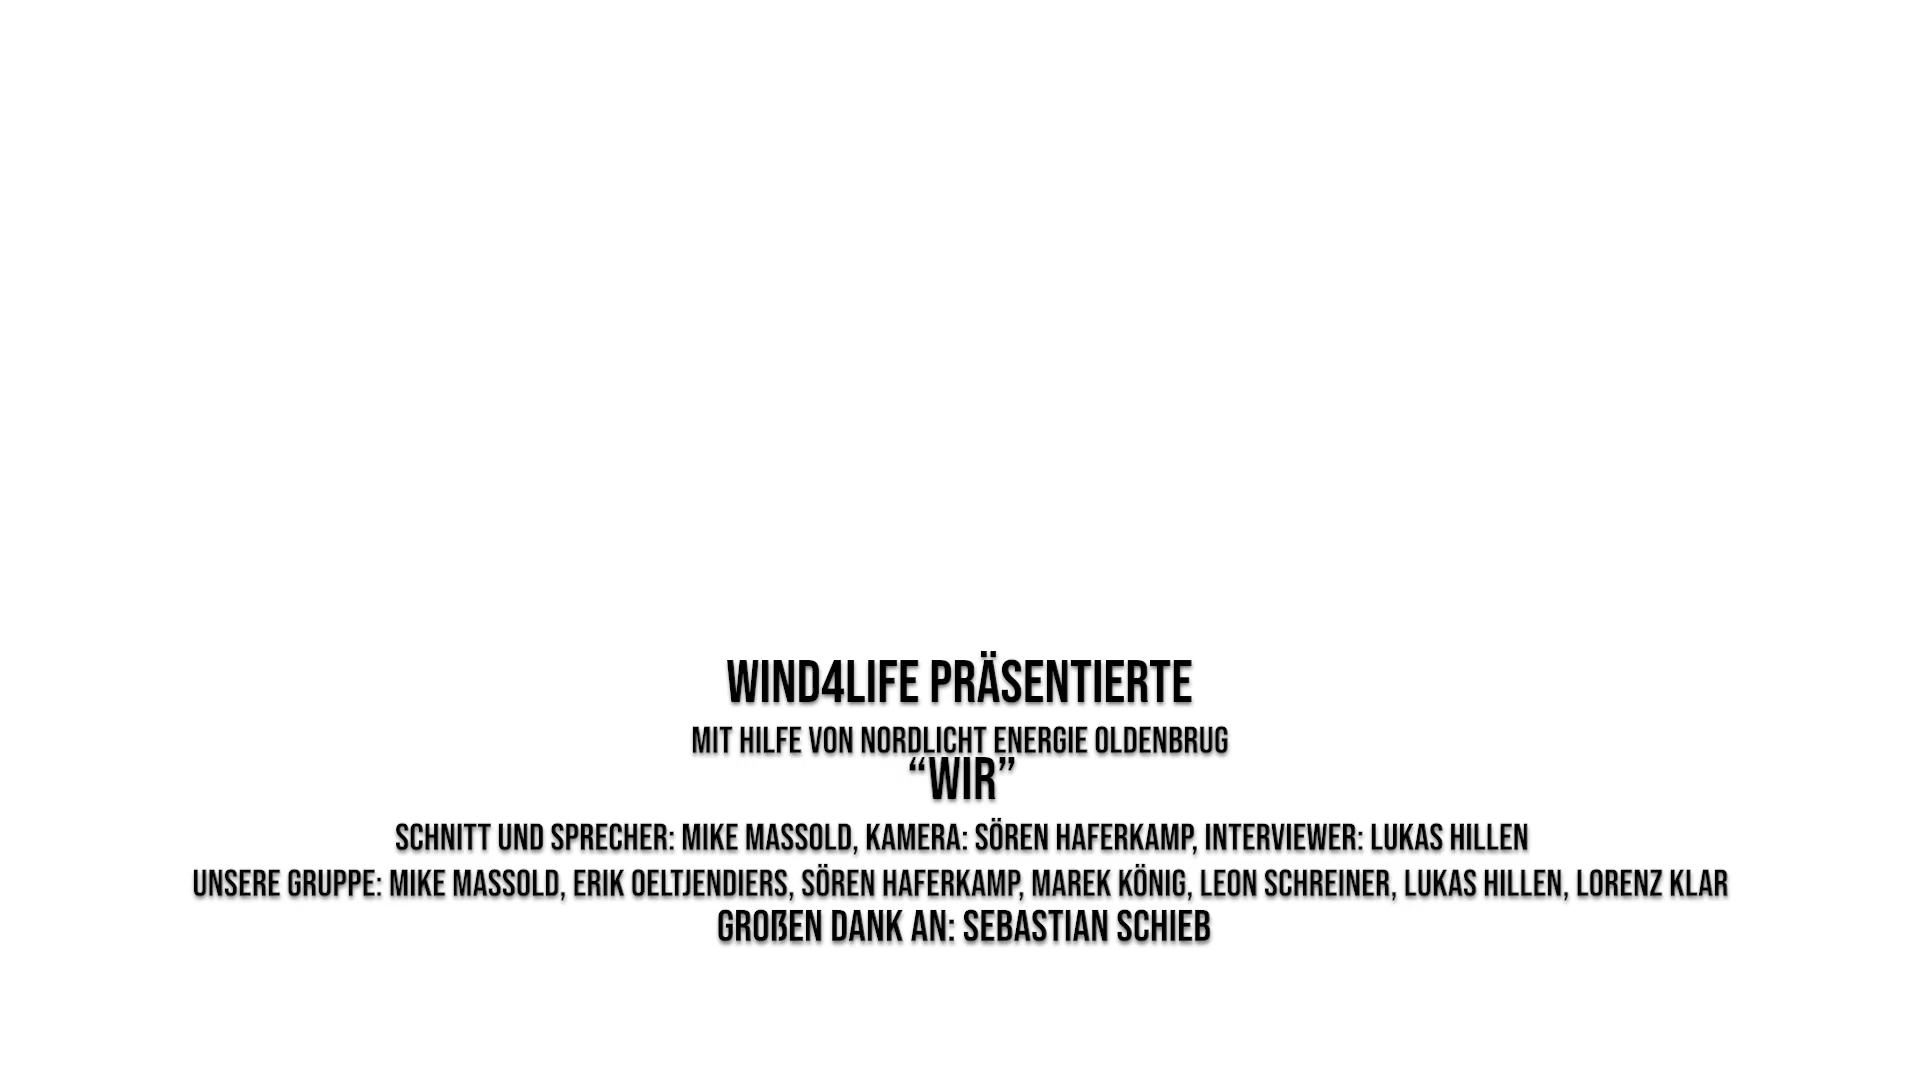 WIND4LIFE PRÄSENTIERTE
MIT HILFE VON NORDLICHT ENERGIE OLDENBRUG
“WIR”
SCHNITT UND SPRECHER: MIKE MASSOLD, KAMERA: SÖREN HAFERKAMP, INTERVIEWER: LUKAS HILLEN
UNSERE GRUPPE: MIKE MASSOLD, ERIK OELTJENDIERS, SÖREN HAFERKAMP, MAREK KÖNIG, LEON SCHREINER, LUKAS HILLEN, LORENZ KLAR
GROẞEN DANK AN: SEBASTIAN SCHIEB